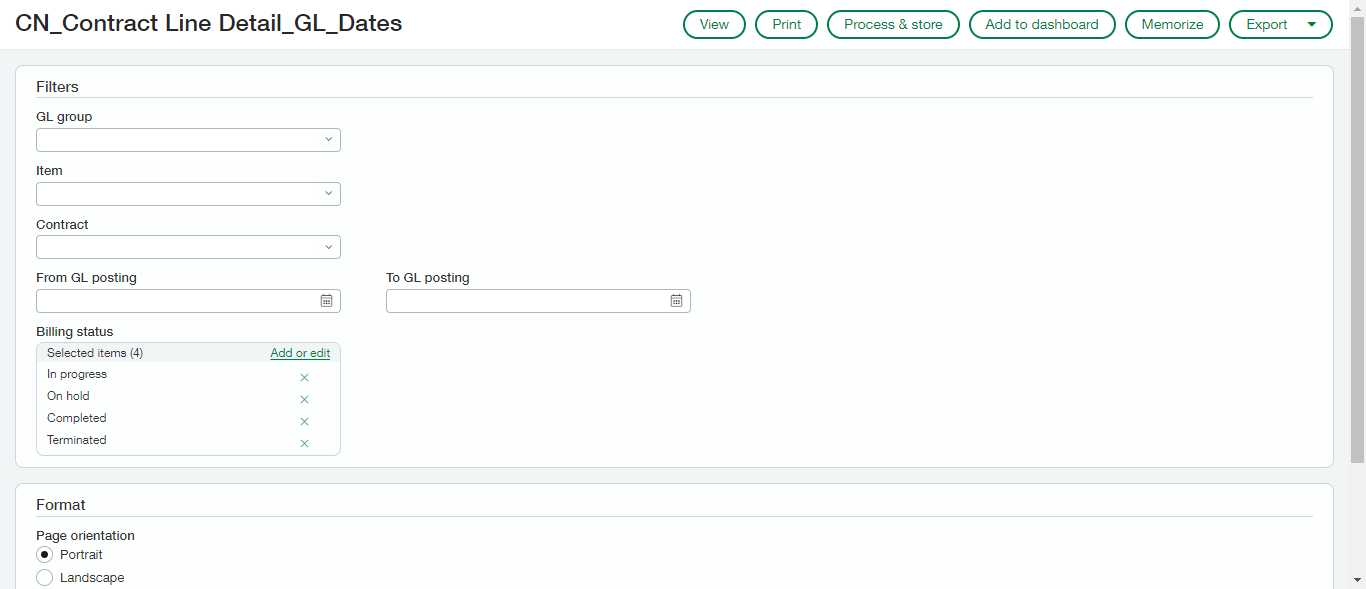 CN_Contract Line Detail_GL_Dates
View Print Process & store Add to dashboard Memorize Export
Filters
GL group
Item
Contract
From GL posting To GL posting
Billing status
Selected items (4) Add or edit
In progress
On hold
Completed
Terminated
Format
Page orientation
Portrait
Landscape